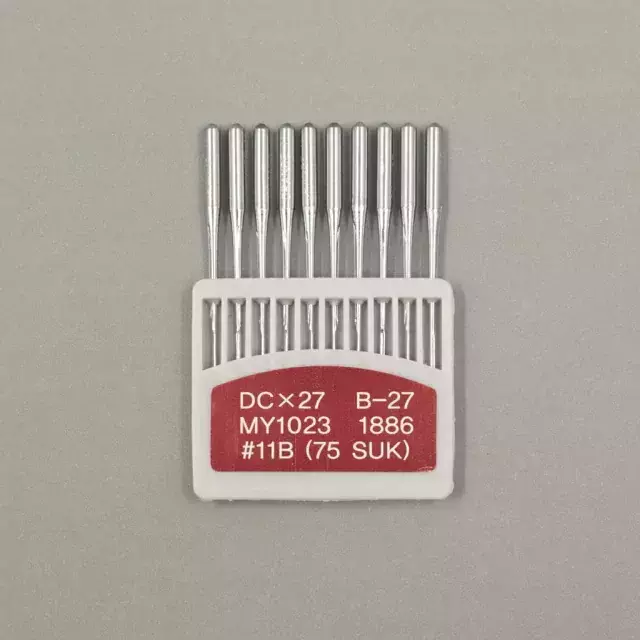 DC×27 B-27
MY1023 1886
#11B (75 SUK)